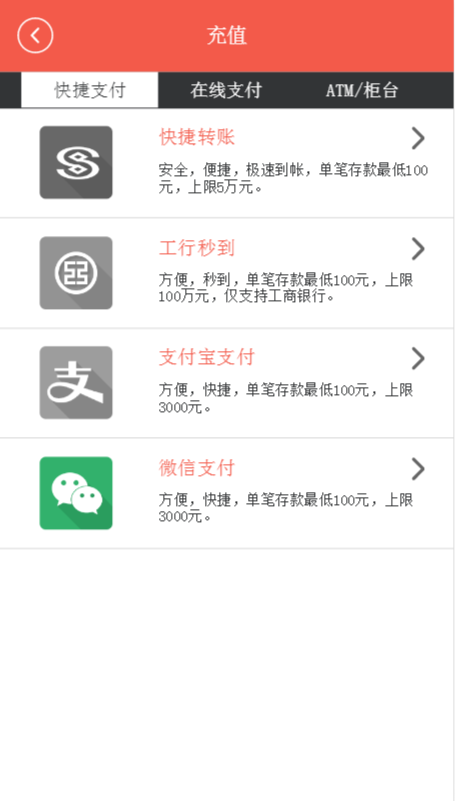 充值
快捷支付 在线支付 ATM/柜台
快捷转账
安全，便捷，极速到帐，单笔存款最低100
元，上限5万元。
工行秒到
方便，秒到，单笔存款最低100元，上限
100万元，仅支持工商银行。
支付宝支付
方便，快捷，单笔存款最低100元，上限
3000元。
微信支付
方便，快捷，单笔存款最低100元，上限
3000元。